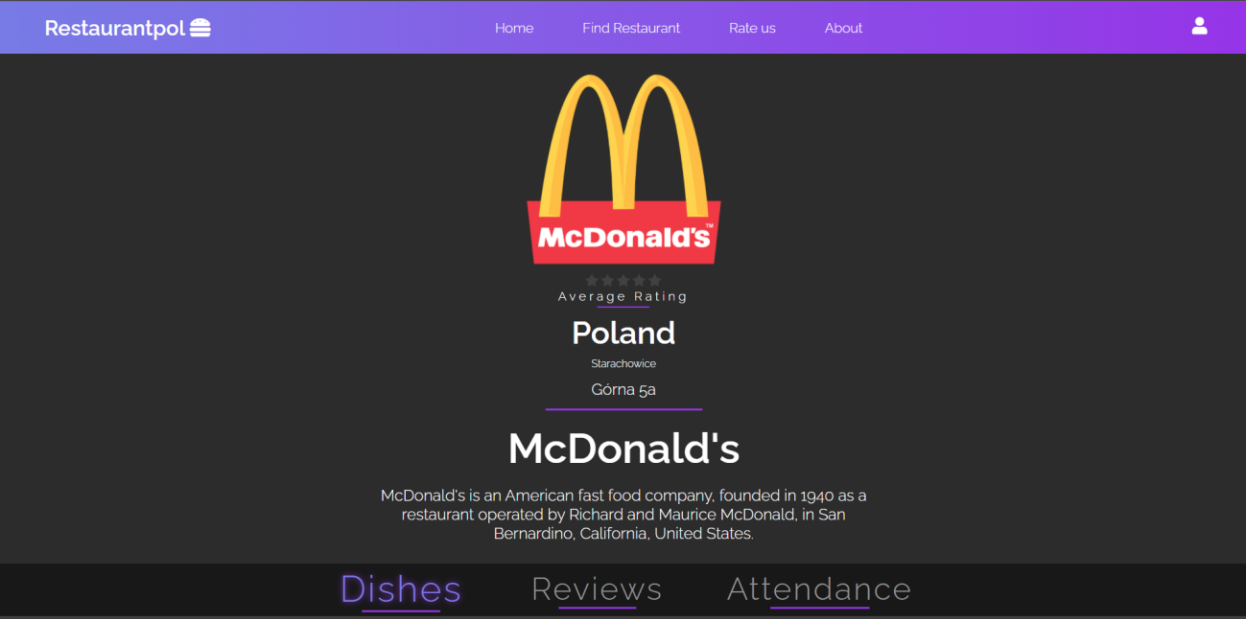 Restaurantpol
Home
Find Restaurant
Rate us
About
McDonald's™
Average Rating
Poland
Starachowice
Górna 5a
McDonald's
McDonald's is an American fast food company, founded in 1940 as a
restaurant operated by Richard and Maurice McDonald, in San
Bernardino, California, United States.
Dishes
Reviews
Attendance